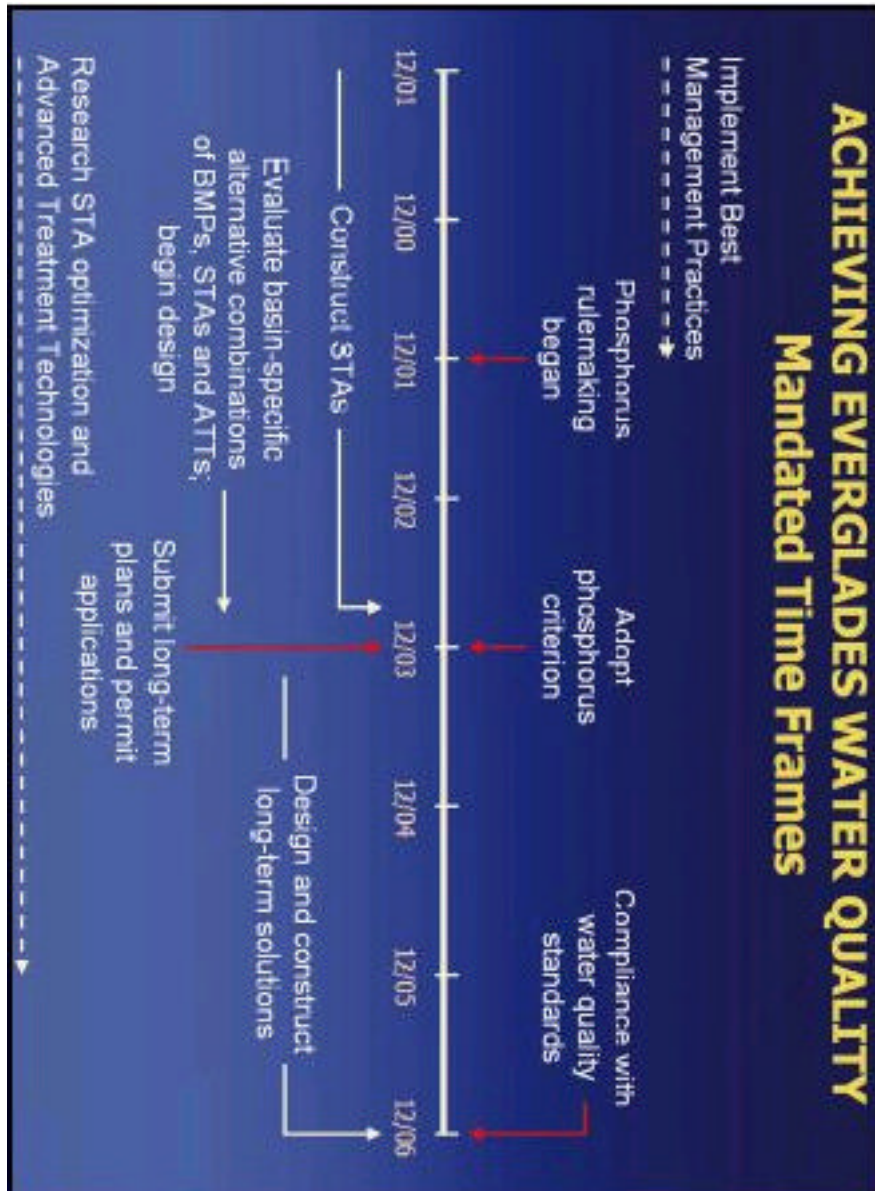 ACHIEVING EVERGLADES WATER QUALITY
Mandated Time Frames
Implement Best
Management Practices
Phosphorus
rulemaking
began
Adopt
phosphorus
criterion
Compliance with
water quality
standards
12/01
12/00
12/01
12/02
12/03
12/04
12/05
12/06
Construct STAs
Design and construct
long-term solutions
Evaluate basin-specific
alternative combinations
of BMPs, STAs and ATTs;
begin design
Submit long-term
plans and permit
applications
Research STA optimization and
Advanced Treatment Technologies